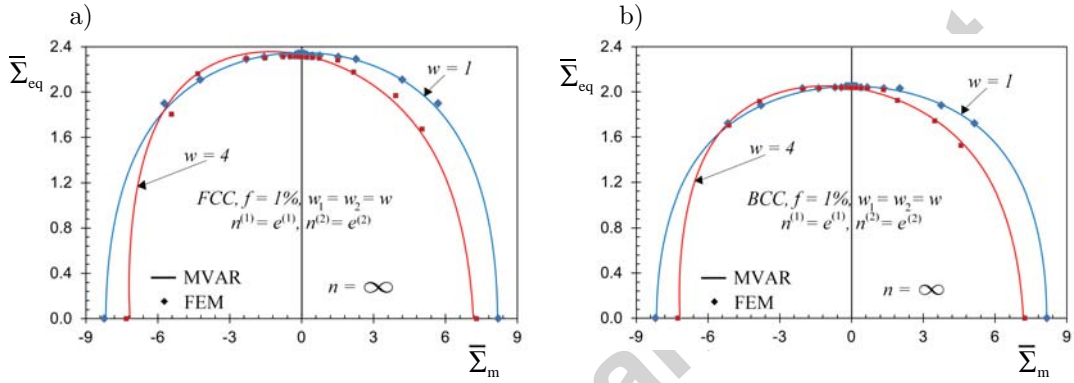 a)
2.4
2.0
1.6
1.2
0.8
0.4
0.0
Σ̅eq
w = 1
w = 4
FCC, f = 1%, w₁ = w₂ = w
n⁽¹⁾ = e⁽¹⁾, n⁽²⁾ = e⁽²⁾
MVAR
FEM
n = ∞
-9 -6 -3 0 3 6 9
Σ̅m
b)
2.4
2.0
1.6
1.2
0.8
0.4
0.0
Σ̅eq
w = 1
w = 4
BCC, f = 1%, w₁ = w₂ = w
n⁽¹⁾ = e⁽¹⁾, n⁽²⁾ = e⁽²⁾
MVAR
FEM
n = ∞
-9 -6 -3 0 3 6 9
Σ̅m